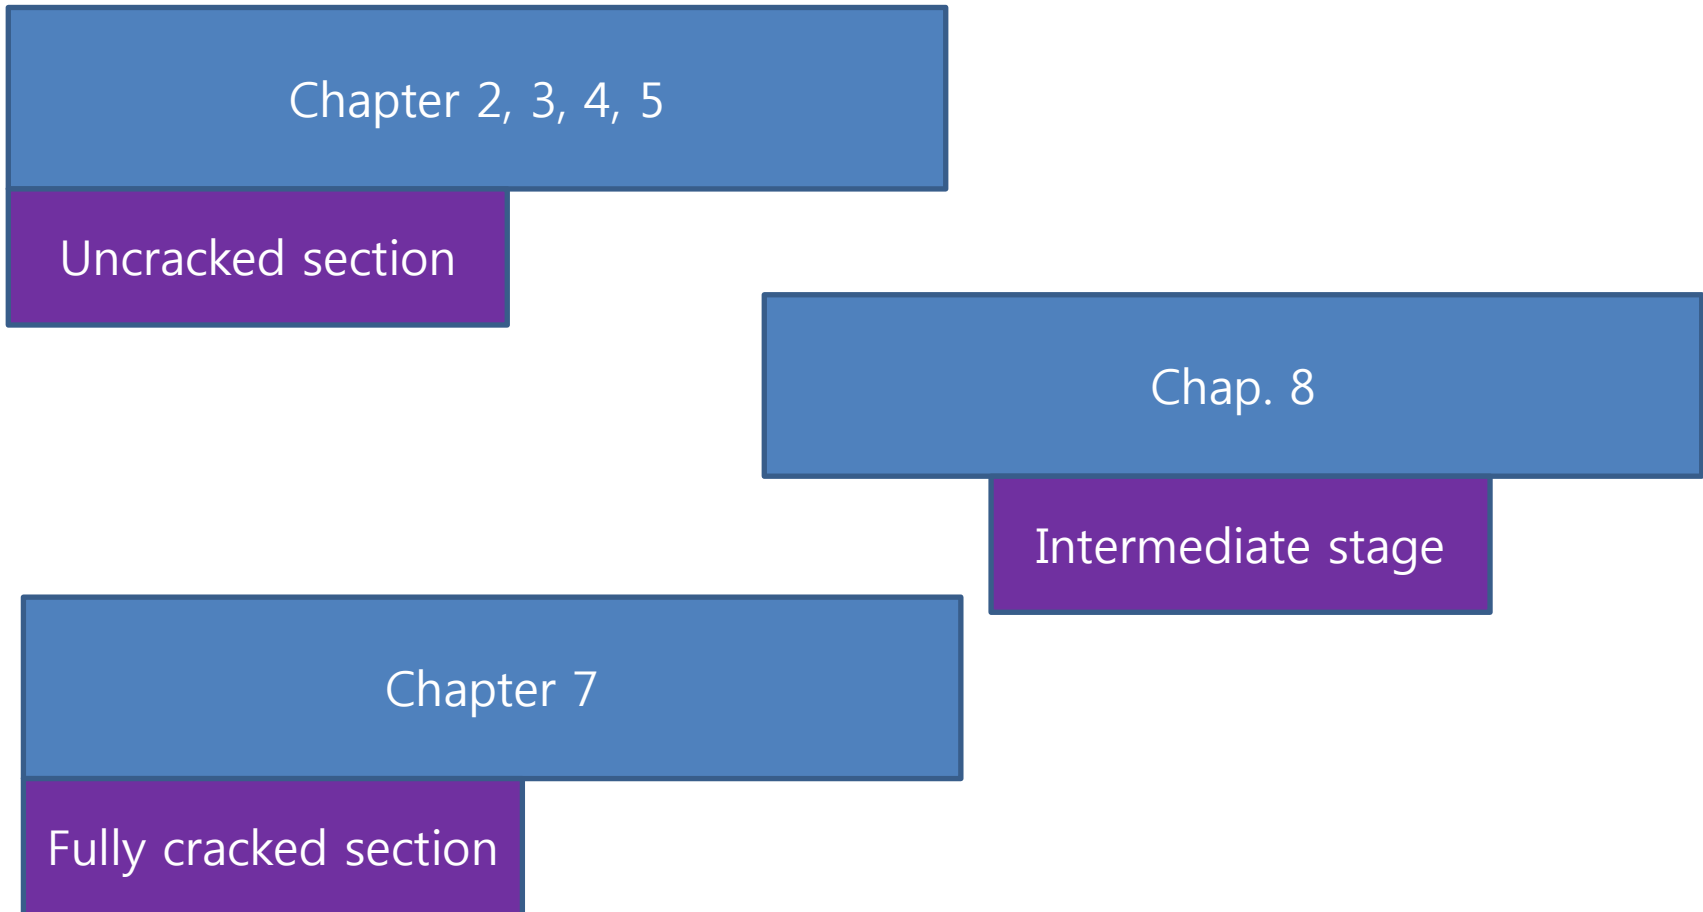 Chapter 2, 3, 4, 5
Uncracked section
Chap. 8
Intermediate stage
Chapter 7
Fully cracked section